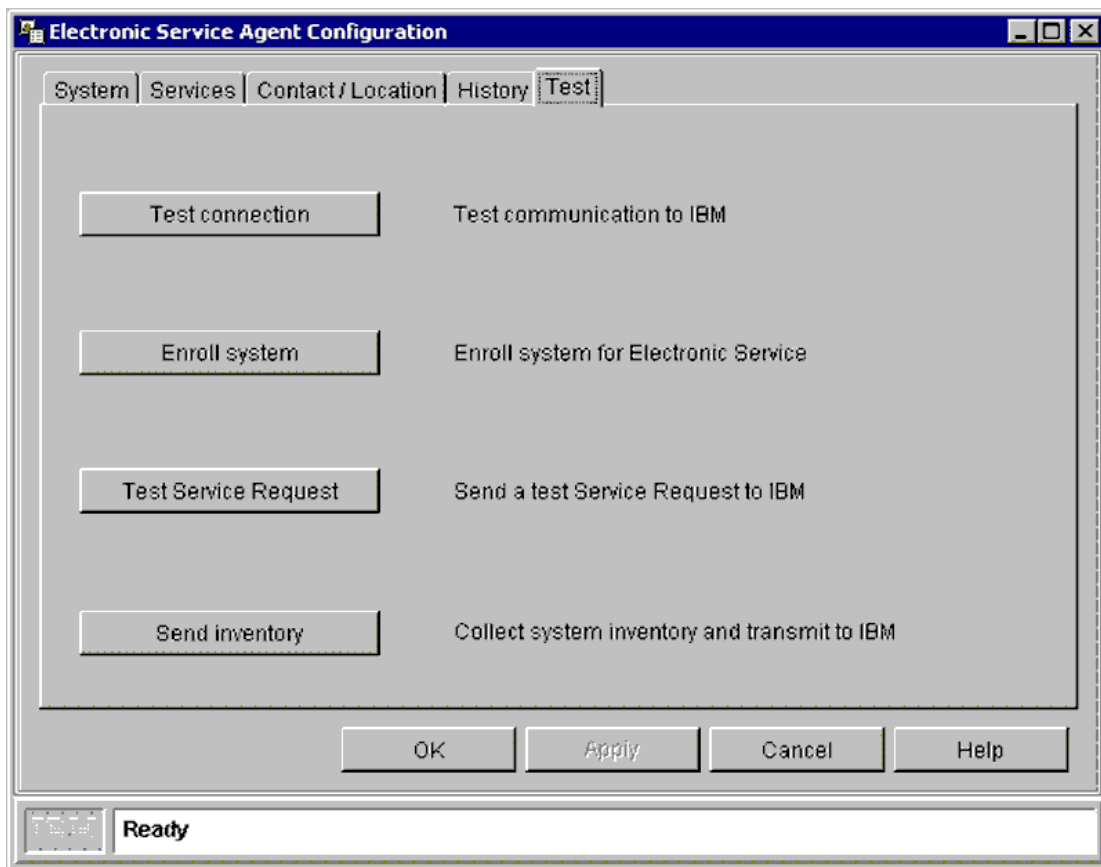 Electronic Service Agent Configuration
System Services Contact / Location History Test
Test connection Test communication to IBM
Enroll system Enroll system for Electronic Service
Test Service Request Send a test Service Request to IBM
Send inventory Collect system inventory and transmit to IBM
OK Apply Cancel Help
Ready